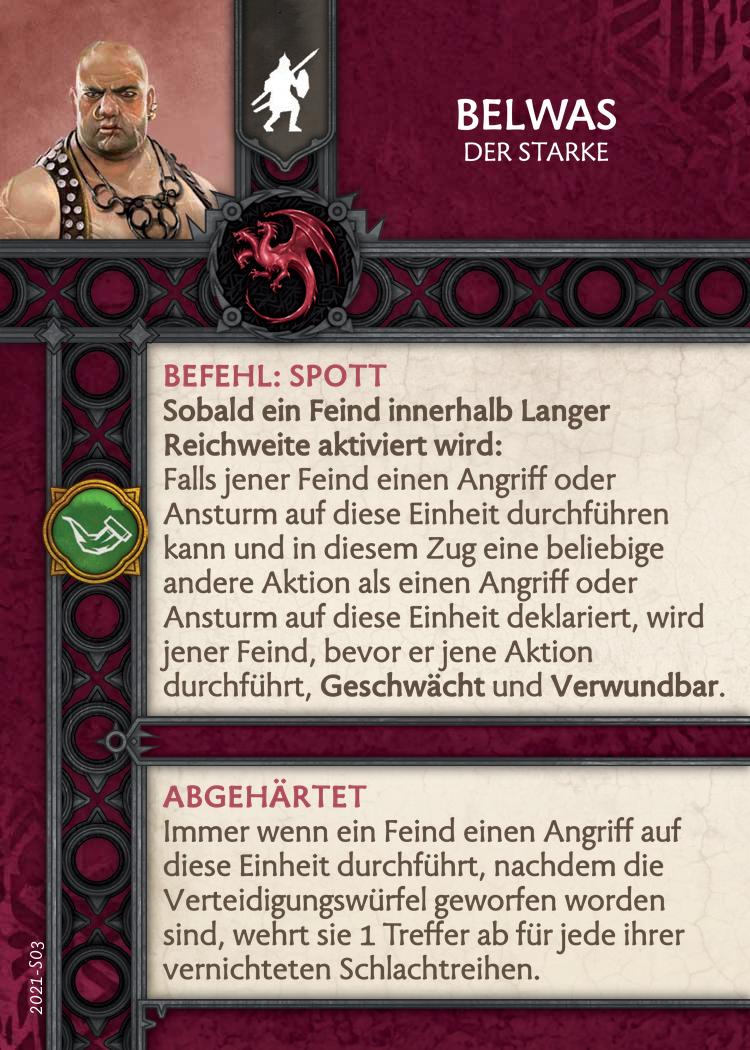 BELWAS
DER STARKE
BEFEHL: SPOTT
Sobald ein Feind innerhalb Langer
Reichweite aktiviert wird:
Falls jener Feind einen Angriff oder
Ansturm auf diese Einheit durchführen
kann und in diesem Zug eine beliebige
andere Aktion als einen Angriff oder
Ansturm auf diese Einheit deklariert, wird
jener Feind, bevor er jene Aktion
durchführt, Geschwächt und Verwundbar.
ABGEHÄRTET
Immer wenn ein Feind einen Angriff auf
diese Einheit durchführt, nachdem die
Verteidigungswürfel geworfen worden
sind, wehrt sie 1 Treffer ab für jede ihrer
vernichteten Schlachtreihen.
2021-S03